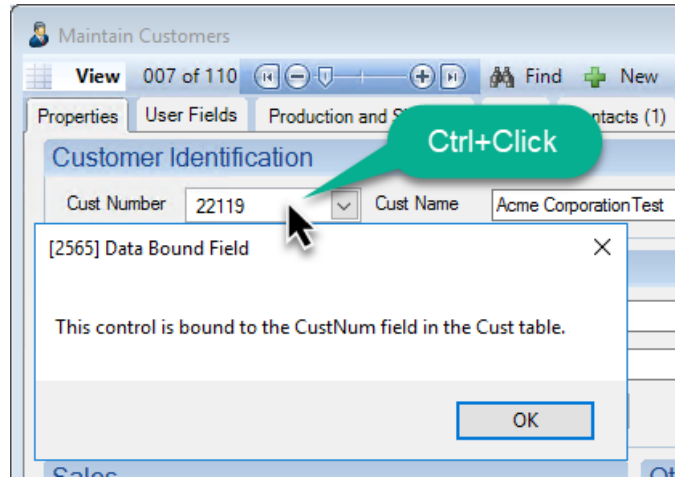 Maintain Customers
View 007 of 110 Find New
Properties User Fields Production and ntacts (1)
Ctrl+Click
Customer Identification
Cust Number 22119 Cust Name Acme CorporationTest
[2565] Data Bound Field
This control is bound to the CustNum field in the Cust table.
OK
Sales